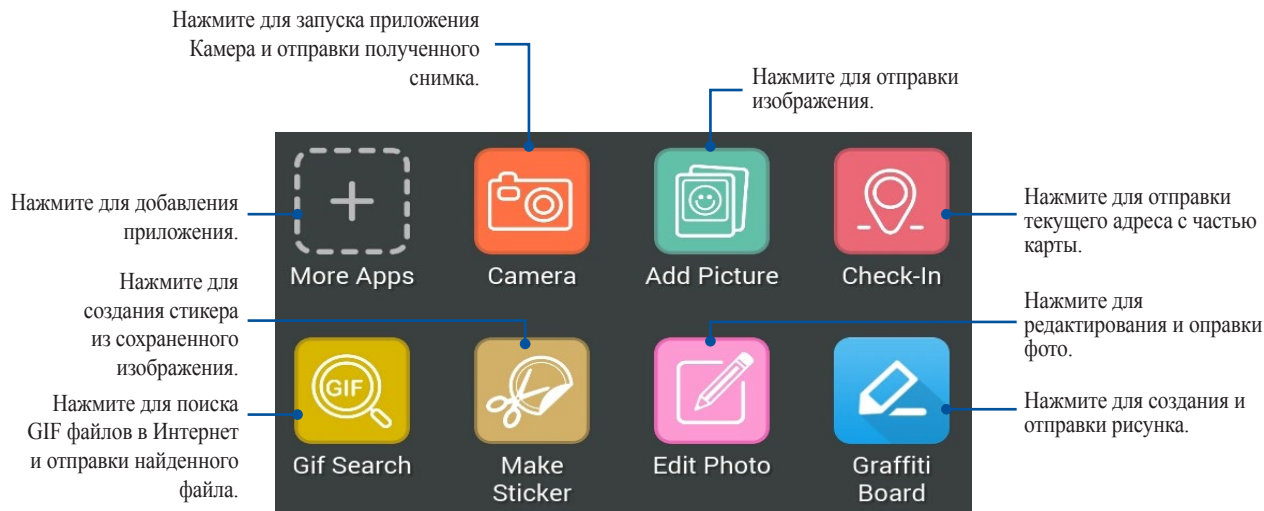 Нажмите для запуска приложения
Камера и отправки полученного
снимка.
Нажмите для отправки
изображения.
Нажмите для добавления
приложения.
Нажмите для отправки
текущего адреса с частью
карты.
More Apps
Camera
Add Picture
Check-In
Нажмите для
создания стикера
из сохраненного
изображения.
Нажмите для
редактирования и оправки
фото.
Нажмите для поиска
GIF файлов в Интернет
и отправки найденного
файла.
Нажмите для создания и
отправки рисунка.
GIF
Gif Search
Make
Sticker
Edit Photo
Graffiti
Board